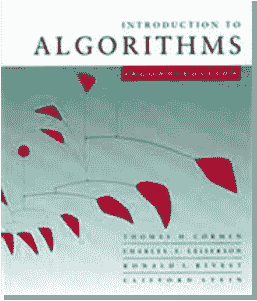 INTRODUCTION TO
ALGORITHMS
SECOND EDITION
THOMAS H. CORMEN
CHARLES E. LEISERSON
RONALD L. RIVEST
CLIFFORD STEIN